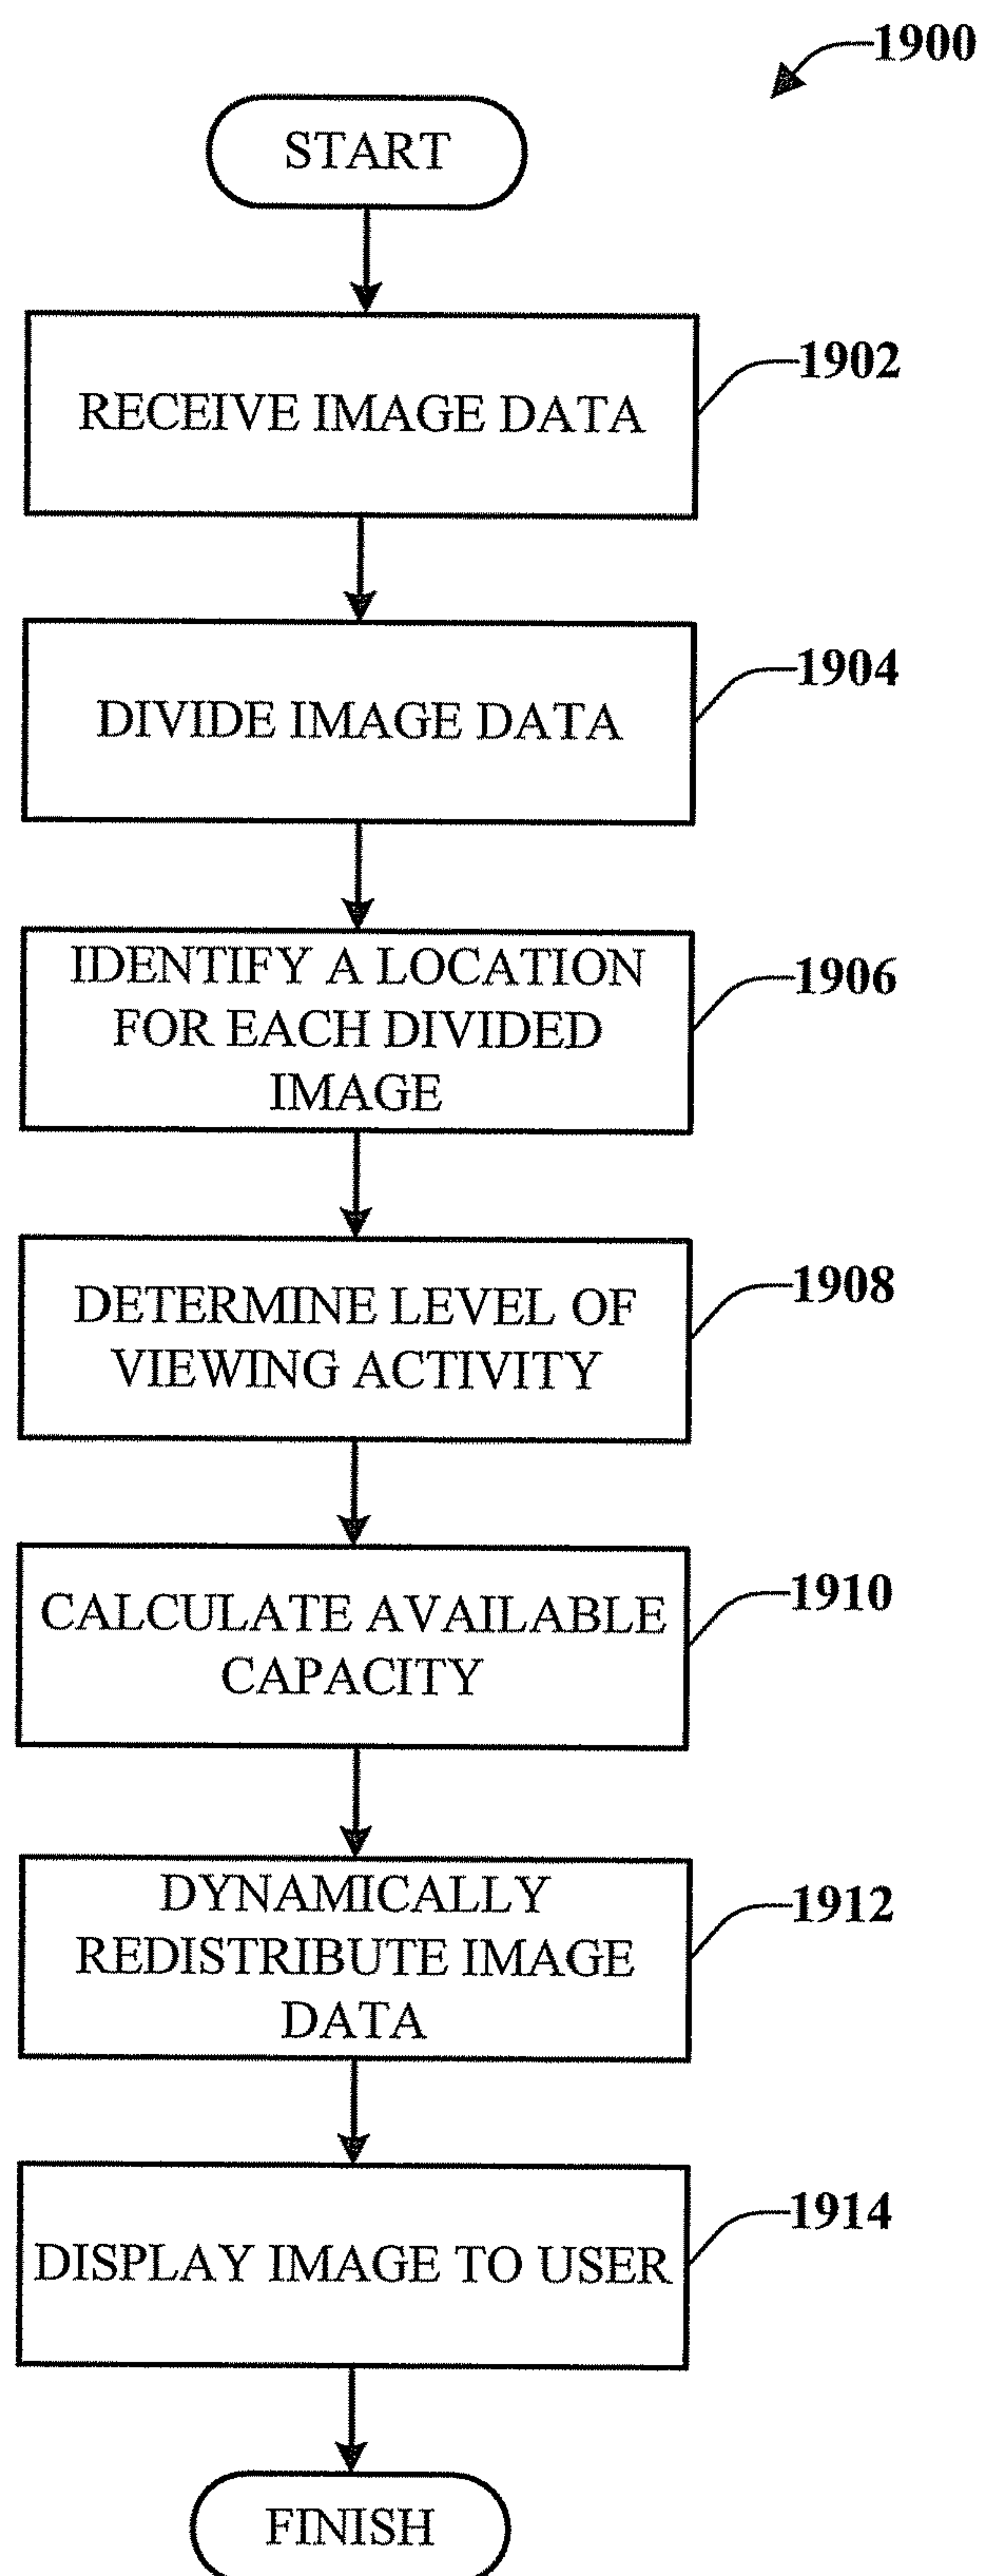 1900
START
RECEIVE IMAGE DATA
1902
DIVIDE IMAGE DATA
1904
IDENTIFY A LOCATION
FOR EACH DIVIDED
IMAGE
1906
DETERMINE LEVEL OF
VIEWING ACTIVITY
1908
CALCULATE AVAILABLE
CAPACITY
1910
DYNAMICALLY
REDISTRIBUTE IMAGE
DATA
1912
DISPLAY IMAGE TO USER
1914
FINISH